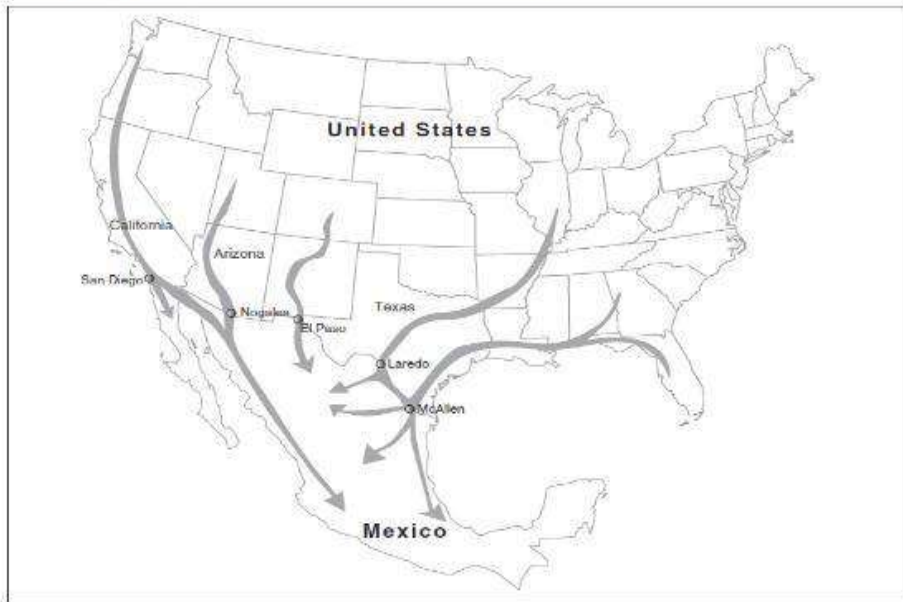 United States
California
Arizona
San Diego
Nogales
El Paso
Texas
Laredo
McAllen
Mexico